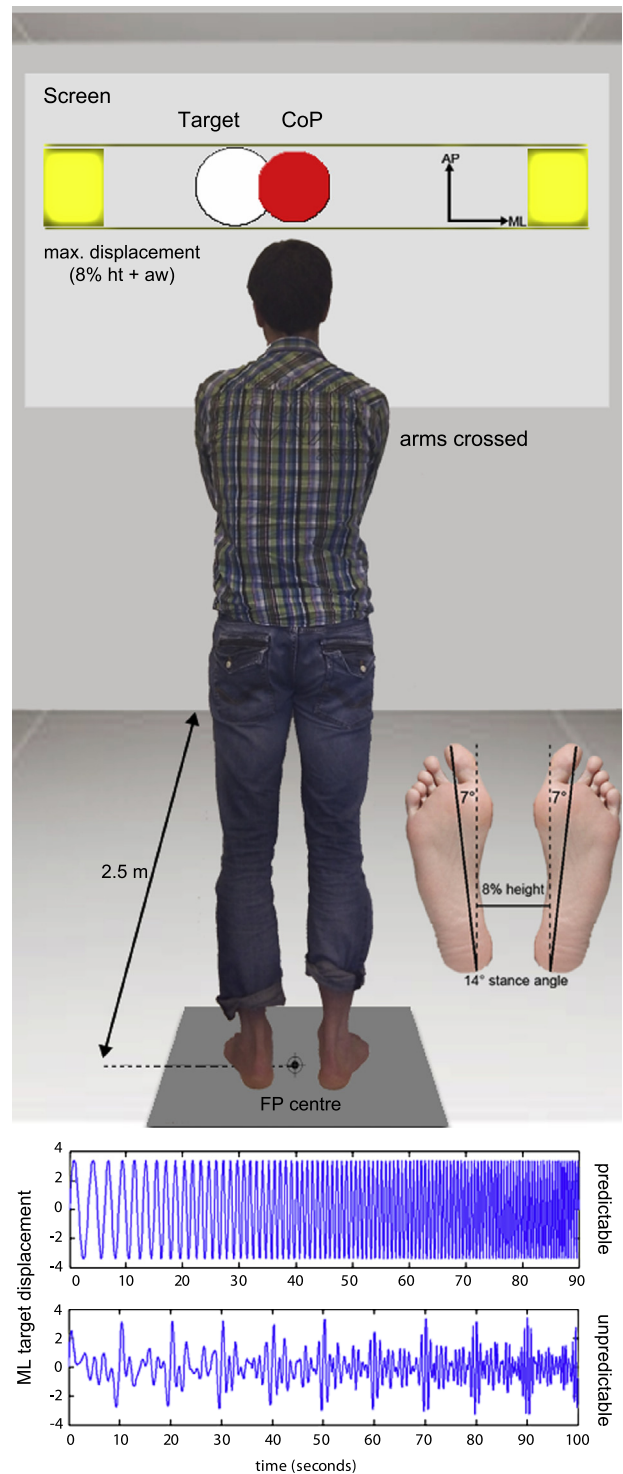 Screen
Target CoP
AP
ML
max. displacement
(8% ht + aw)
arms crossed
7° 7°
2.5 m
8% height
14° stance angle
FP centre
ML target displacement
4
2
0
-2
-4
0 10 20 30 40 50 60 70 80 90
predictable
4
2
0
-2
-4
0 10 20 30 40 50 60 70 80 90 100
unpredictable
time (seconds)